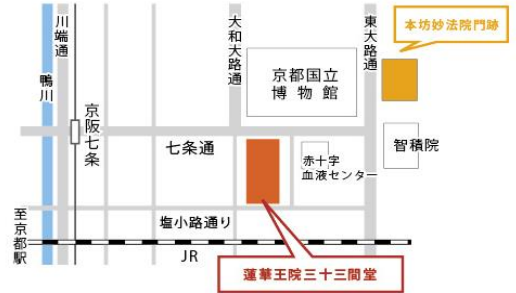 川端通
鴨川
京阪七条
大和大路通
東大路通
本坊妙法院門跡
京都国立
博物館
七条通
赤十字
血液センター
智積院
塩小路通り
至京都駅
JR
蓮華王院三十三間堂